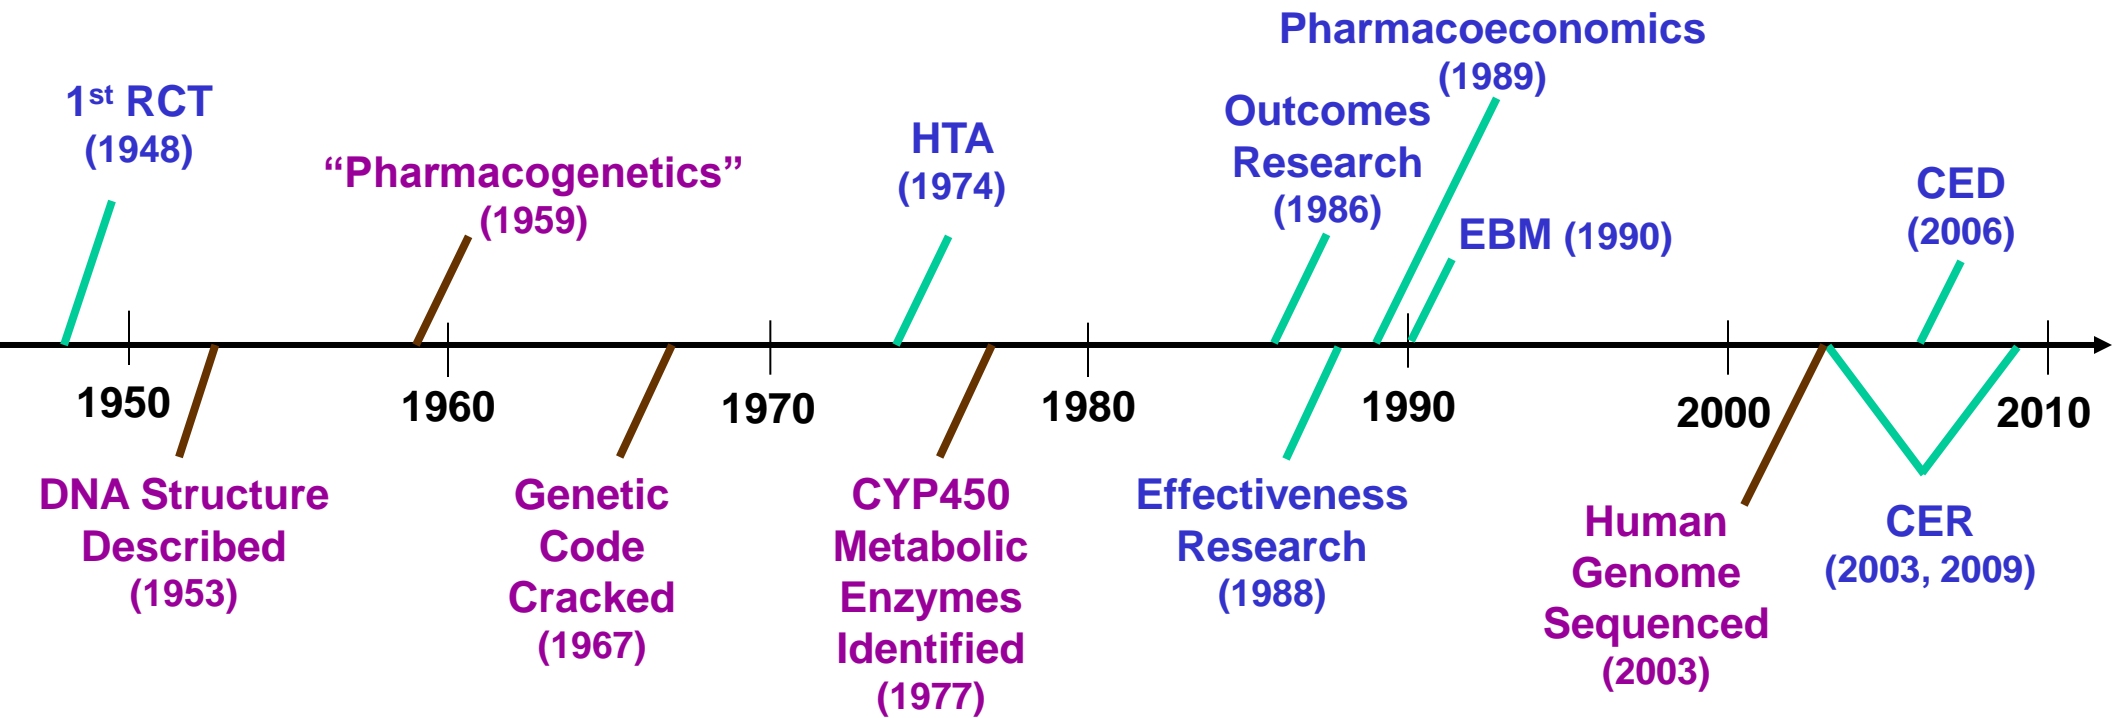 1st RCT
(1948)
“Pharmacogenetics”
(1959)
HTA
(1974)
Outcomes
Research
(1986)
Pharmacoeconomics
(1989)
EBM (1990)
CED
(2006)
1950
1960
1970
1980
1990
2000
2010
DNA Structure
Described
(1953)
Genetic
Code
Cracked
(1967)
CYP450
Metabolic
Enzymes
Identified
(1977)
Effectiveness
Research
(1988)
Human
Genome
Sequenced
(2003)
CER
(2003, 2009)